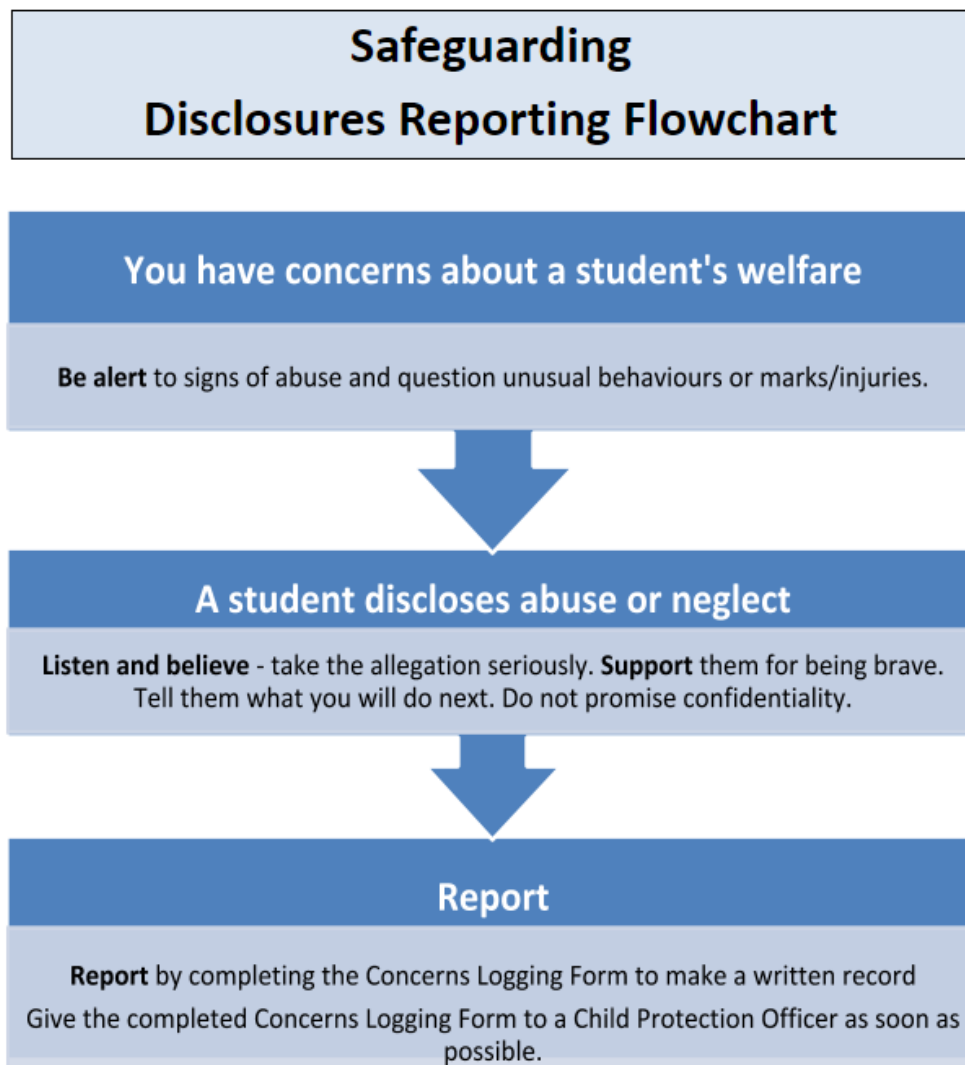 Safeguarding
Disclosures Reporting Flowchart
You have concerns about a student's welfare
Be alert to signs of abuse and question unusual behaviours or marks/injuries.
A student discloses abuse or neglect
Listen and believe - take the allegation seriously. Support them for being brave.
Tell them what you will do next. Do not promise confidentiality.
Report
Report by completing the Concerns Logging Form to make a written record
Give the completed Concerns Logging Form to a Child Protection Officer as soon as
possible.